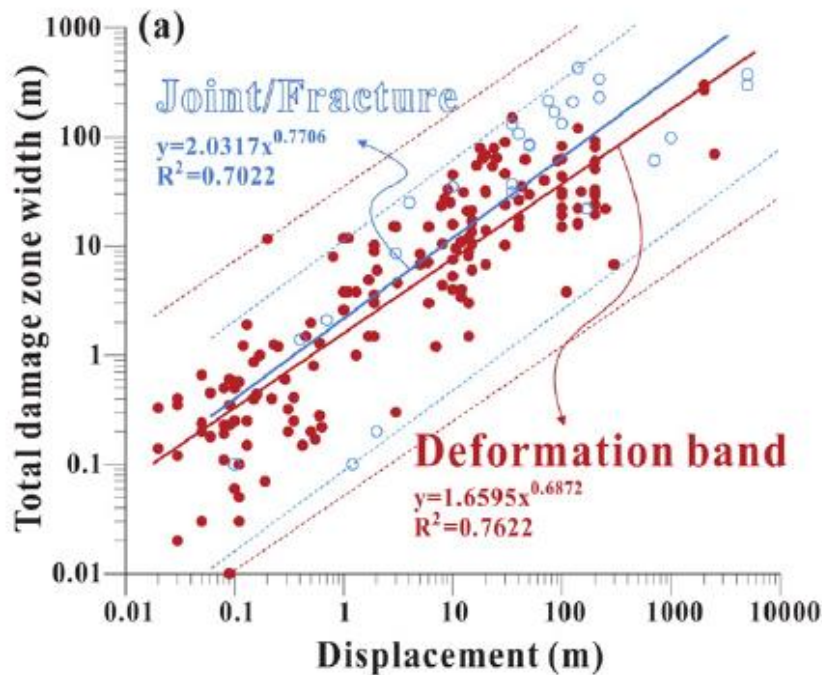 (a)
1000
100
10
1
0.1
0.01
Total damage zone width (m)
Joint/Fracture
y=2.0317x^0.7706
R²=0.7022
Deformation band
y=1.6595x^0.6872
R²=0.7622
0.01 0.1 1 10 100 1000 10000
Displacement (m)